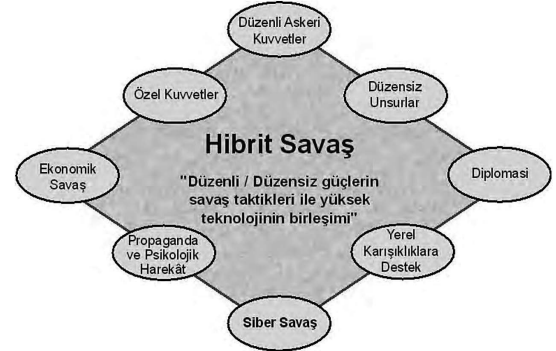 Düzenli Askeri
Kuvvetler
Özel Kuvvetler
Düzensiz
Unsurlar
Hibrit Savaş
Ekonomik
Savaş
"Düzenli / Düzensiz güçlerin
savaş taktikleri ile yüksek
teknolojinin birleşimi"
Diplomasi
Propaganda
ve Psikolojik
Harekât
Yerel
Karışıklıklara
Destek
Siber Savaş